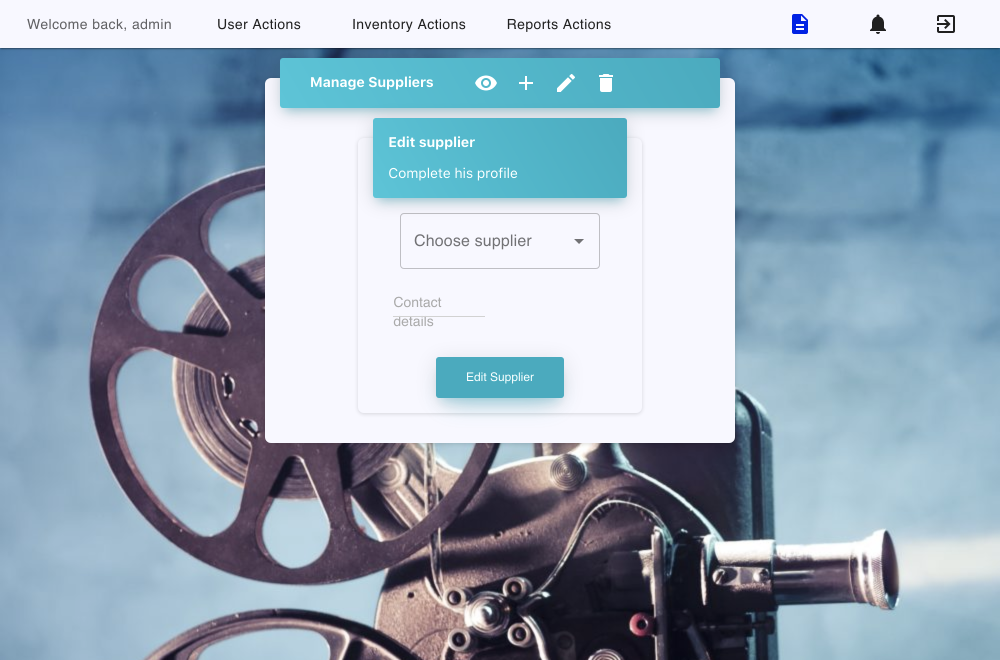 Welcome back, admin
User Actions
Inventory Actions
Reports Actions
Manage Suppliers
Edit supplier
Complete his profile
Choose supplier
Contact
details
Edit Supplier